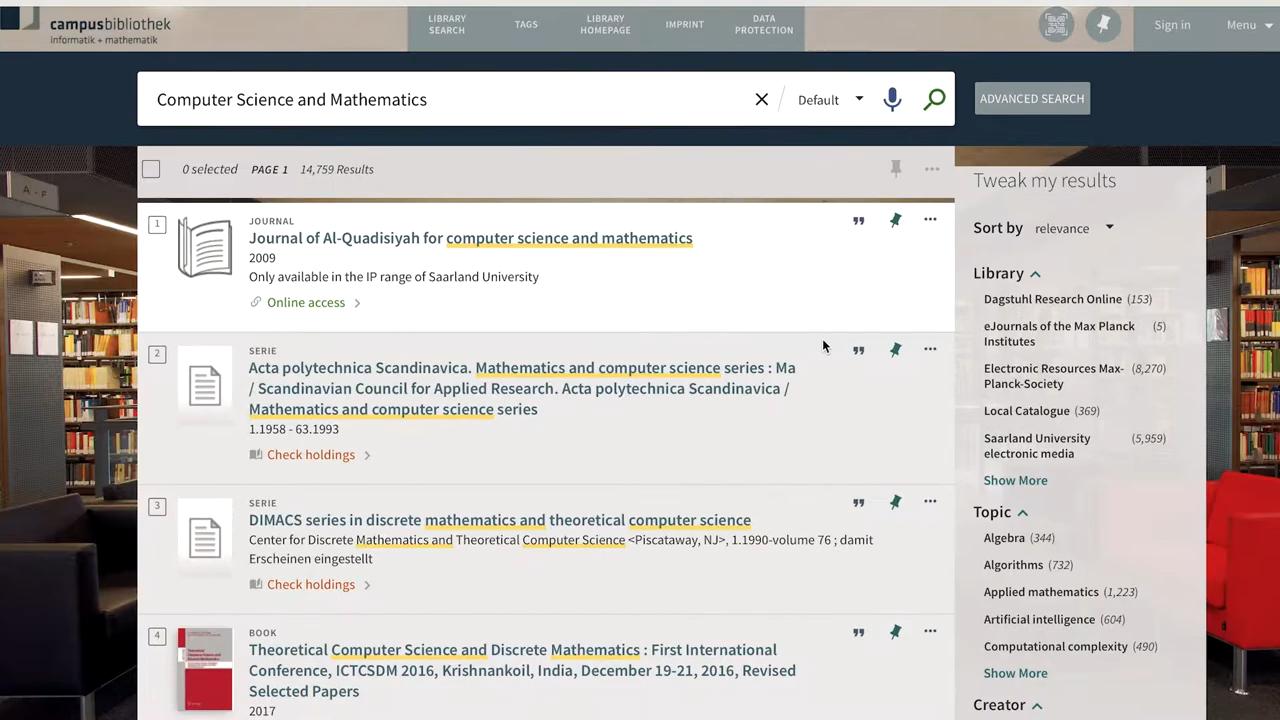 campusbibliothek
informatik + mathematik
LIBRARY
SEARCH
TAGS
LIBRARY
HOMEPAGE
IMPRINT
DATA
PROTECTION
Sign in
Menu
Computer Science and Mathematics
Default
ADVANCED SEARCH
A - F
0 selected PAGE 1 14,759 Results
1
JOURNAL
Journal of Al-Quadisiyah for computer science and mathematics
2009
Only available in the IP range of Saarland University
Online access
2
SERIE
Acta polytechnica Scandinavica. Mathematics and computer science series : Ma
/ Scandinavian Council for Applied Research. Acta polytechnica Scandinavica /
Mathematics and computer science series
1.1958 - 63.1993
Check holdings
3
SERIE
DIMACS series in discrete mathematics and theoretical computer science
Center for Discrete Mathematics and Theoretical Computer Science <Piscataway, NJ>, 1.1990-volume 76 ; damit
Erscheinen eingestellt
Check holdings
4
BOOK
Theoretical Computer Science and Discrete Mathematics : First International
Conference, ICTCSDM 2016, Krishnankoil, India, December 19-21, 2016, Revised
Selected Papers
2017
Tweak my results
Sort by relevance
Library
Dagstuhl Research Online (153)
eJournals of the Max Planck (5)
Institutes
Electronic Resources Max- (8,270)
Planck-Society
Local Catalogue (369)
Saarland University (5,959)
electronic media
Show More
Topic
Algebra (344)
Algorithms (732)
Applied mathematics (1,223)
Artificial intelligence (604)
Computational complexity (490)
Show More
Creator